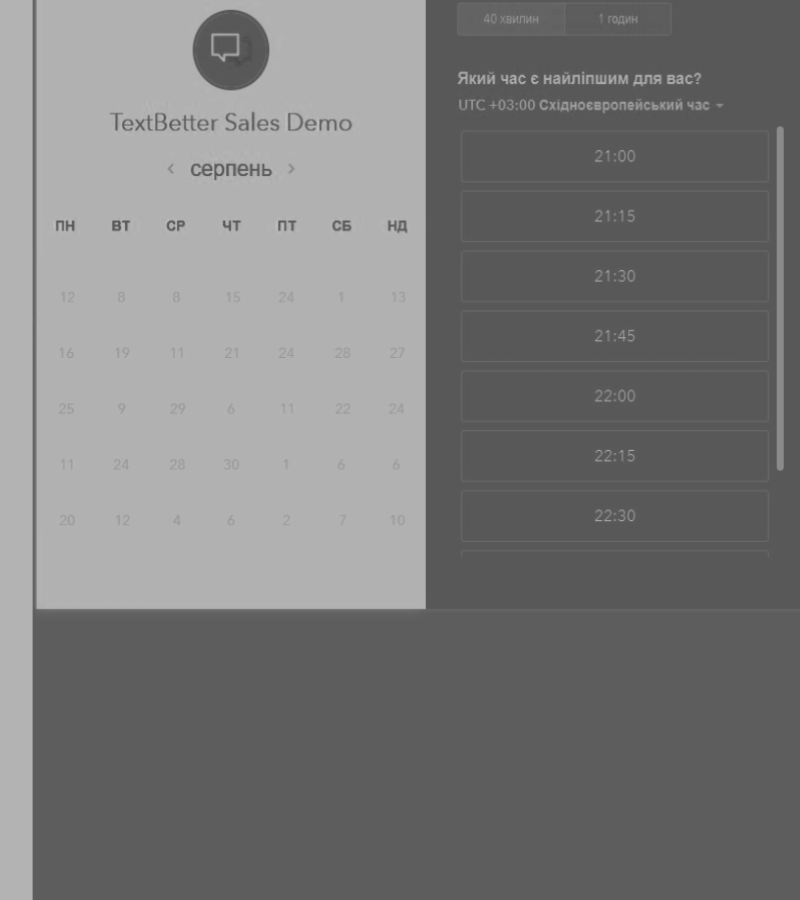 TextBetter Sales Demo
серпень
ПН ВТ СР ЧТ ПТ СБ НД
12 8 8 15 24 1 13
16 19 11 21 24 28 27
25 9 29 6 11 22 24
11 24 28 30 1 6 6
20 12 4 6 2 7 10
40 хвилин 1 годин
Який час є найліпшим для вас?
UTC +03:00 Східноєвропейський час
21:00
21:15
21:30
21:45
22:00
22:15
22:30